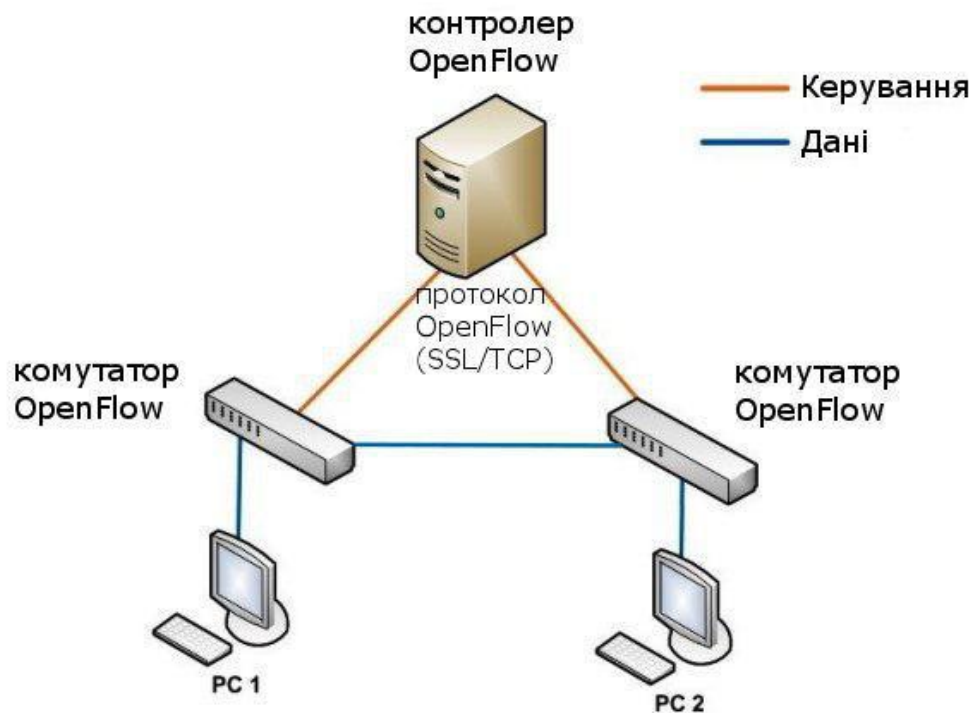 контролер
OpenFlow
Керування
Дані
протокол
OpenFlow
(SSL/TCP)
комутатор
OpenFlow
комутатор
OpenFlow
PC 1
PC 2